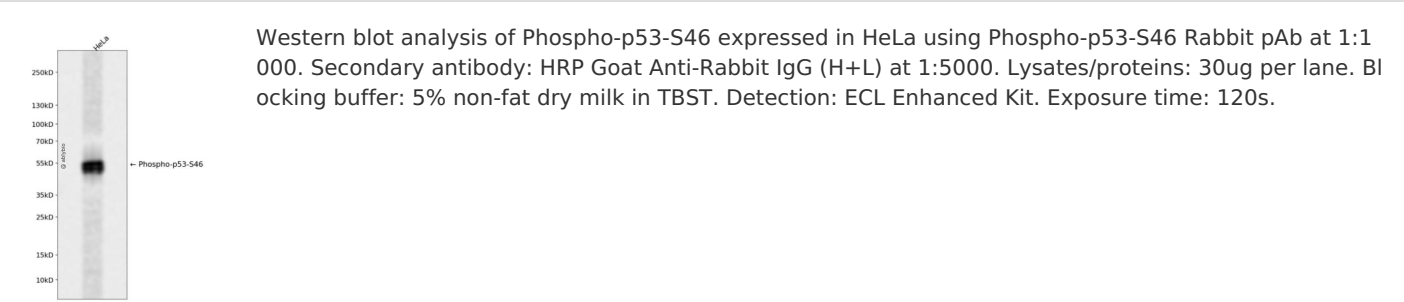 HeLa
Western blot analysis of Phospho-p53-S46 expressed in HeLa using Phospho-p53-S46 Rabbit pAb at 1:1
000. Secondary antibody: HRP Goat Anti-Rabbit IgG (H+L) at 1:5000. Lysates/proteins: 30ug per lane. Bl
ocking buffer: 5% non-fat dry milk in TBST. Detection: ECL Enhanced Kit. Exposure time: 120s.
250kD
130kD
100kD
70kD
55kD
← Phospho-p53-S46
35kD
25kD
15kD
10kD